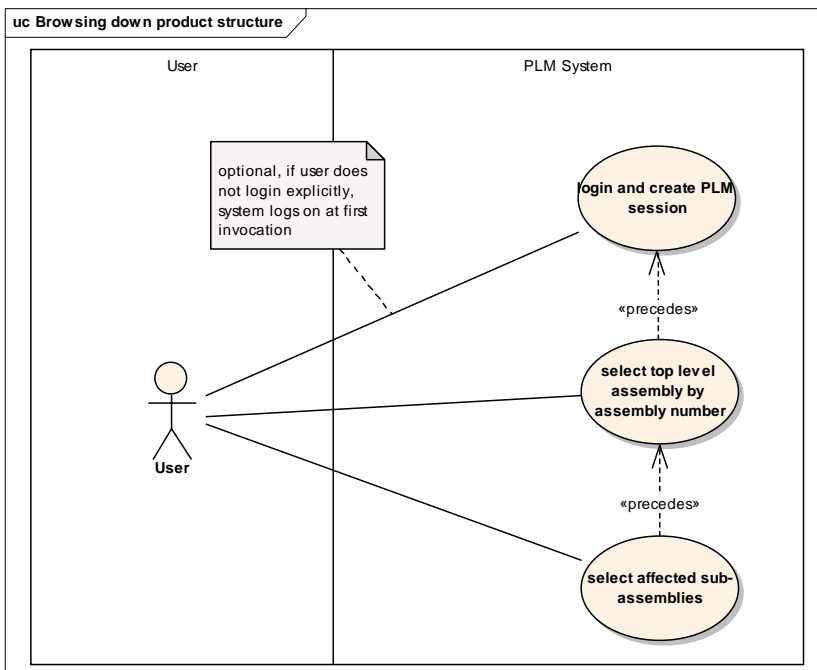 uc Browsing down product structure
User
PLM System
optional, if user does
not login explicitly,
system logs on at first
invocation
login and create PLM
session
«precedes»
select top level
assembly by
assembly number
User
«precedes»
select affected sub-
assemblies